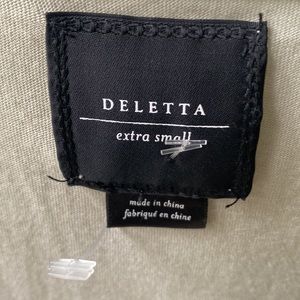 DELETTA
extra small
made in china
fabriqué en chine